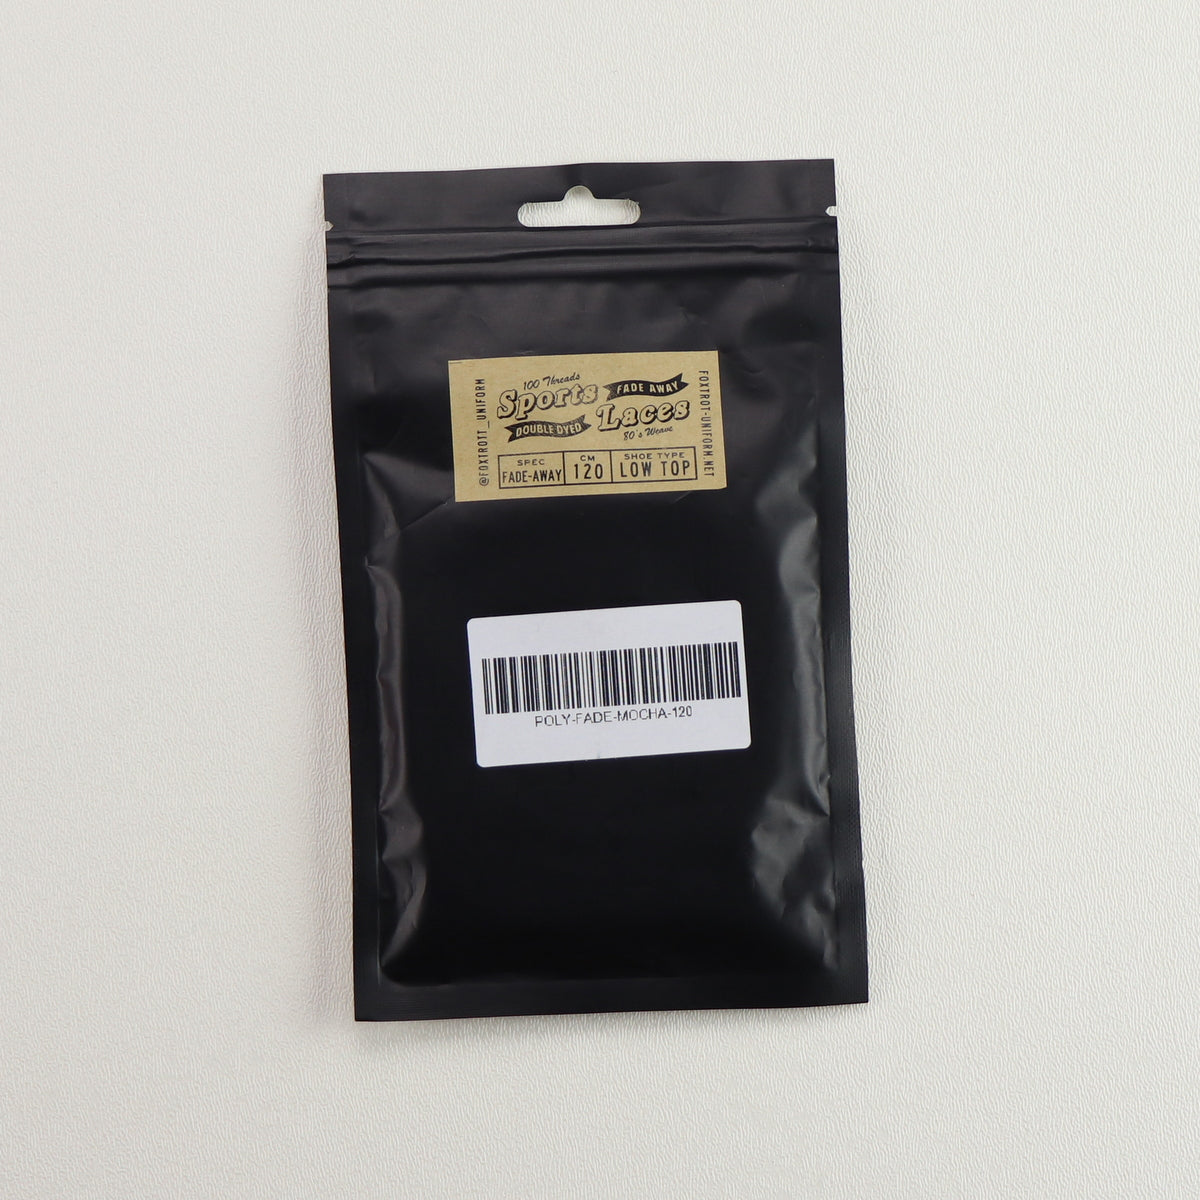 @FOXTROTT_UNIFORM
100 Threads
Sports
FADE AWAY
DOUBLE DYED
Laces
80's Weave
SPEC
FADE-AWAY
CM
120
SHOE TYPE
LOW TOP
FOXTROT-UNIFORM.NET
POLY-FADE-MOCHA-120